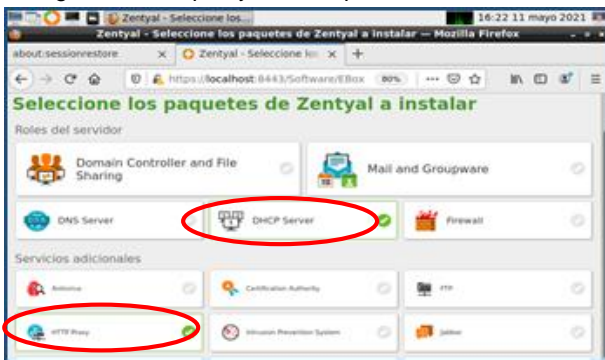 Zentyal - Seleccione los...
16:22 11 mayo 2021
Zentyal - Seleccione los paquetes de Zentyal a instalar — Mozilla Firefox
about:sessionrestore
Zentyal - Seleccione lo
https://localhost:8443/Software/EBox
80%
Seleccione los paquetes de Zentyal a instalar
Roles del servidor
Domain Controller and File
Sharing
Mail and Groupware
DNS Server
DHCP Server
Firewall
Servicios adicionales
Antivirus
Certification Authority
FTP
HTTP Proxy
Intrusion Prevention System
Jabber